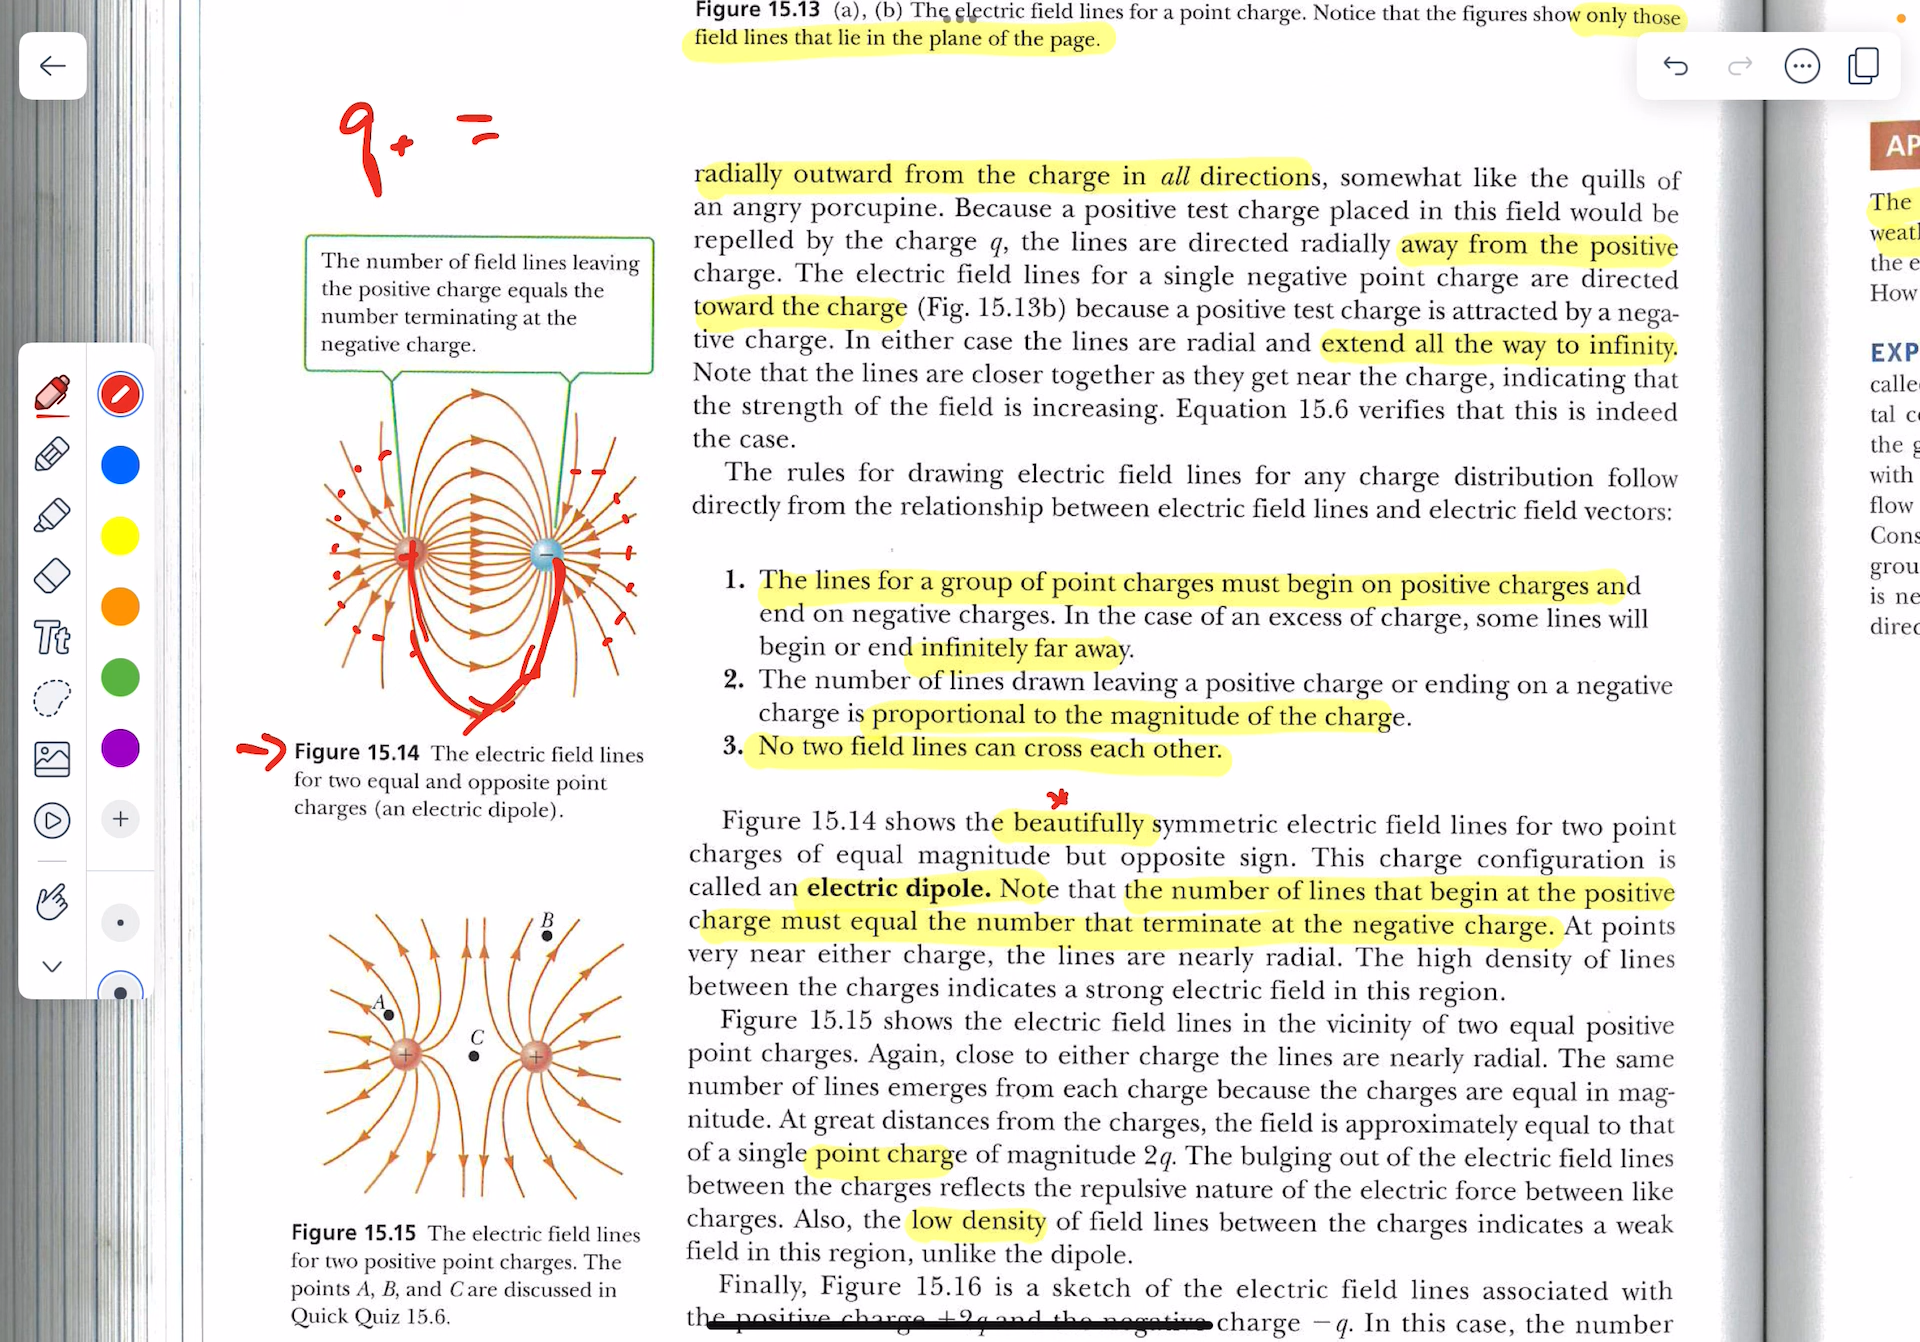 Figure 15.13 (a), (b) The electric field lines for a point charge. Notice that the figures show only those
field lines that lie in the plane of the page.
q+ =
The number of field lines leaving
the positive charge equals the
number terminating at the
negative charge.
+
−
Figure 15.14 The electric field lines
for two equal and opposite point
charges (an electric dipole).
A
B
C
+
+
Figure 15.15 The electric field lines
for two positive point charges. The
points A, B, and C are discussed in
Quick Quiz 15.6.
radially outward from the charge in all directions, somewhat like the quills of
an angry porcupine. Because a positive test charge placed in this field would be
repelled by the charge q, the lines are directed radially away from the positive
charge. The electric field lines for a single negative point charge are directed
toward the charge (Fig. 15.13b) because a positive test charge is attracted by a nega-
tive charge. In either case the lines are radial and extend all the way to infinity.
Note that the lines are closer together as they get near the charge, indicating that
the strength of the field is increasing. Equation 15.6 verifies that this is indeed
the case.
The rules for drawing electric field lines for any charge distribution follow
directly from the relationship between electric field lines and electric field vectors:
1. The lines for a group of point charges must begin on positive charges and
end on negative charges. In the case of an excess of charge, some lines will
begin or end infinitely far away.
2. The number of lines drawn leaving a positive charge or ending on a negative
charge is proportional to the magnitude of the charge.
3. No two field lines can cross each other.
Figure 15.14 shows the beautifully symmetric electric field lines for two point
charges of equal magnitude but opposite sign. This charge configuration is
called an electric dipole. Note that the number of lines that begin at the positive
charge must equal the number that terminate at the negative charge. At points
very near either charge, the lines are nearly radial. The high density of lines
between the charges indicates a strong electric field in this region.
Figure 15.15 shows the electric field lines in the vicinity of two equal positive
point charges. Again, close to either charge the lines are nearly radial. The same
number of lines emerges from each charge because the charges are equal in mag-
nitude. At great distances from the charges, the field is approximately equal to that
of a single point charge of magnitude 2q. The bulging out of the electric field lines
between the charges reflects the repulsive nature of the electric force between like
charges. Also, the low density of field lines between the charges indicates a weak
field in this region, unlike the dipole.
Finally, Figure 15.16 is a sketch of the electric field lines associated with
the positive charge +2q and the negative charge −q. In this case, the number
Tt
AP
The
the e
How
EXP
tal c
the g
with
flow
Cons
is ne